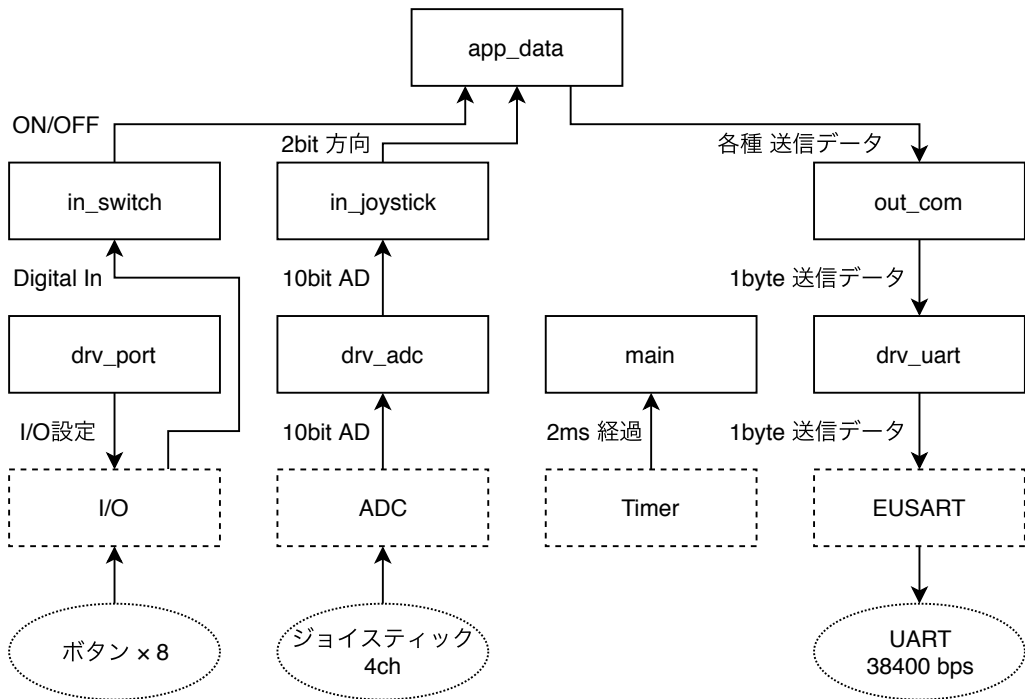 app_data
ON/OFF
2bit 方向
各種 送信データ
in_switch
in_joystick
out_com
Digital In
10bit AD
1byte 送信データ
drv_port
drv_adc
main
drv_uart
I/O設定
10bit AD
2ms 経過
1byte 送信データ
I/O
ADC
Timer
EUSART
ボタン × 8
ジョイスティック
4ch
UART
38400 bps